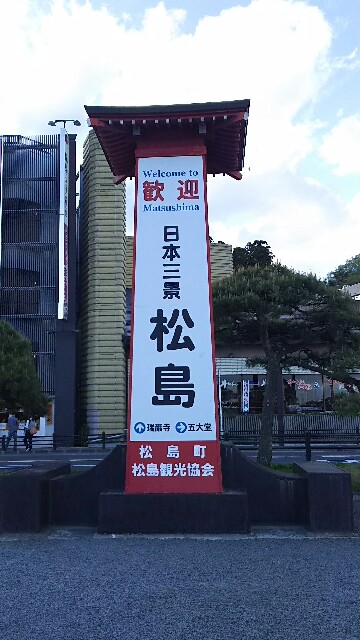 Welcome to
歓迎
Matsushima
日本三景
松島
瑞巌寺 五大堂
松島町
松島観光協会